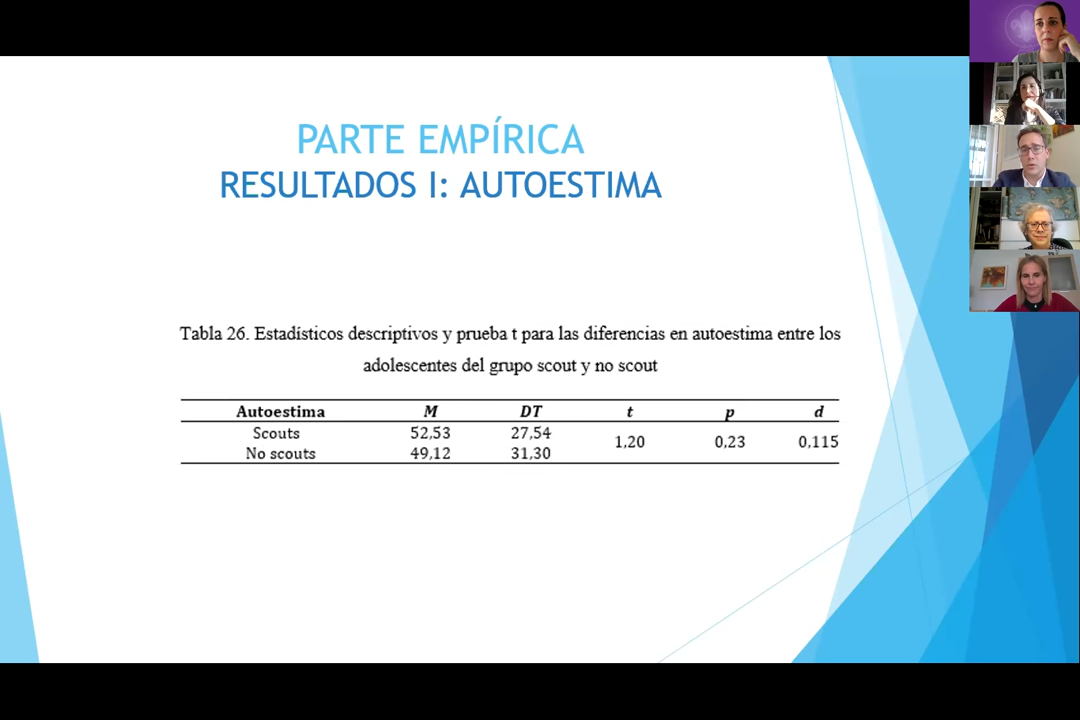 PARTE EMPÍRICA
RESULTADOS I: AUTOESTIMA
Tabla 26. Estadísticos descriptivos y prueba t para las diferencias en autoestima entre los
adolescentes del grupo scout y no scout
Autoestima M DT t p d
Scouts 52,53 27,54 1,20 0,23 0,115
No scouts 49,12 31,30